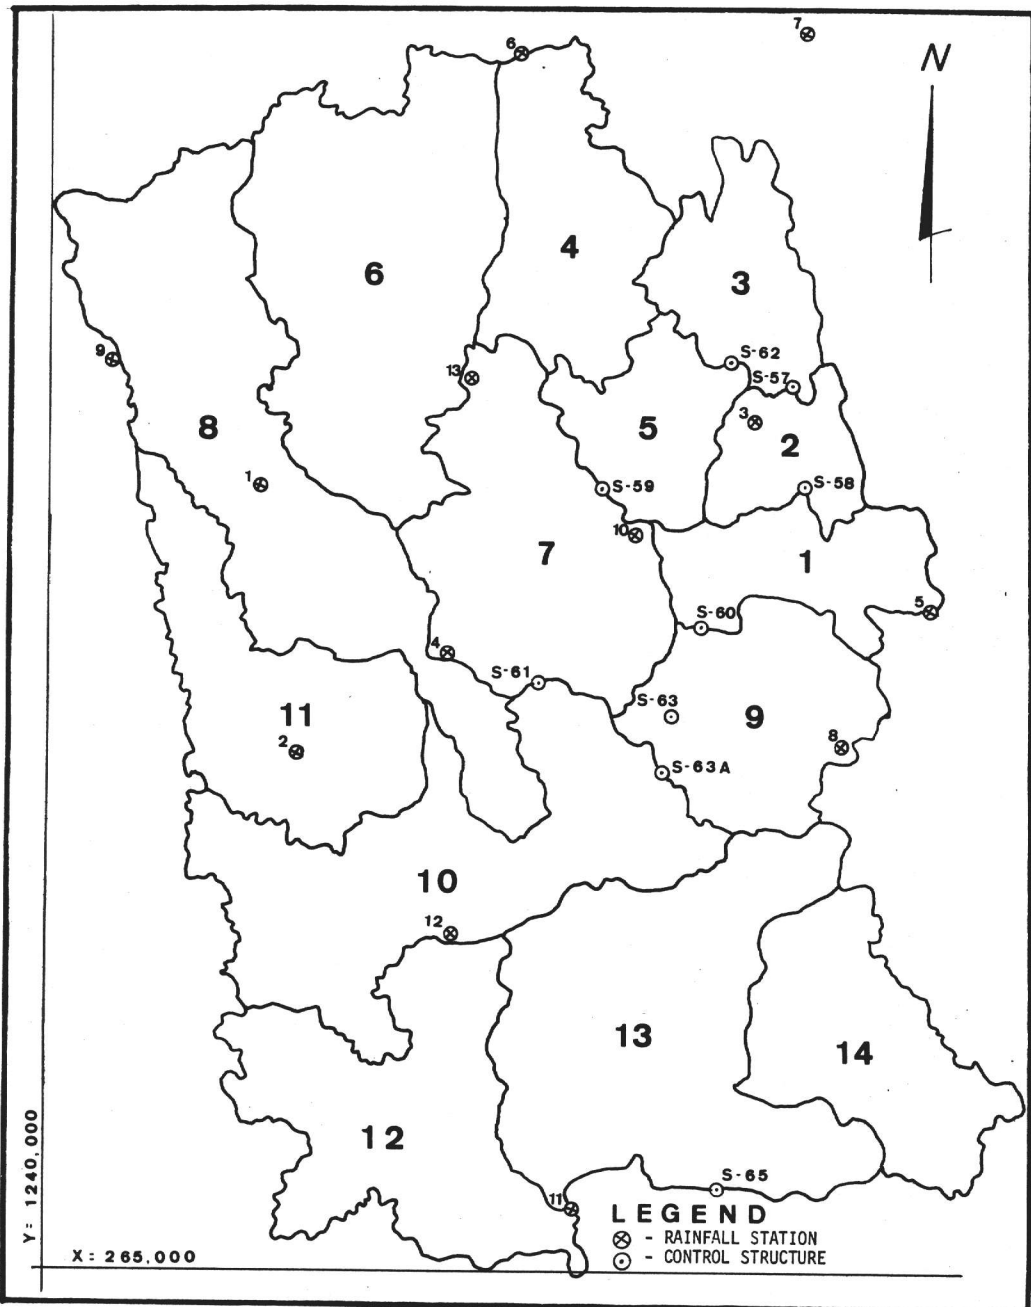 7
6
N
6
4
3
S-62
9
13
S-57
3
8
5
2
1
S-59
S-58
10
7
1
5
S-60
4
S-61
S-63
9
11
8
2
S-63A
10
12
13
14
12
S-65
11
LEGEND
- RAINFALL STATION
- CONTROL STRUCTURE
Y= 1240,000
X= 265,000